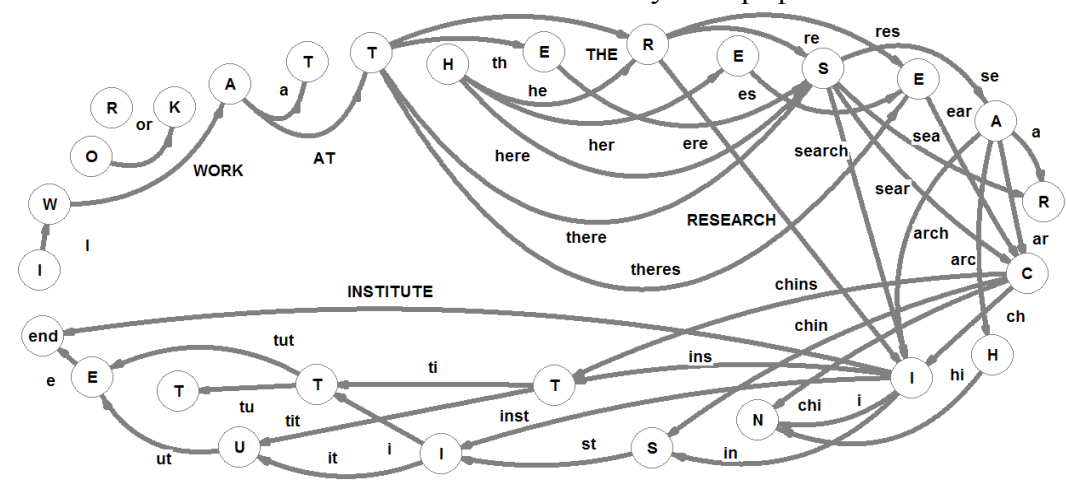 T
R
re
res
T
H
th
E
THE
E
S
E
se
A
a
he
es
ear
A
a
R
K
or
O
WORK
AT
here
her
ere
search
sea
W
sear
R
RESEARCH
I
I
there
arch
ar
theres
arc
C
chins
INSTITUTE
chin
ch
end
tut
ins
H
e
E
T
T
ti
T
I
hi
tu
tit
inst
N
chi
i
ut
U
it
i
I
st
S
in